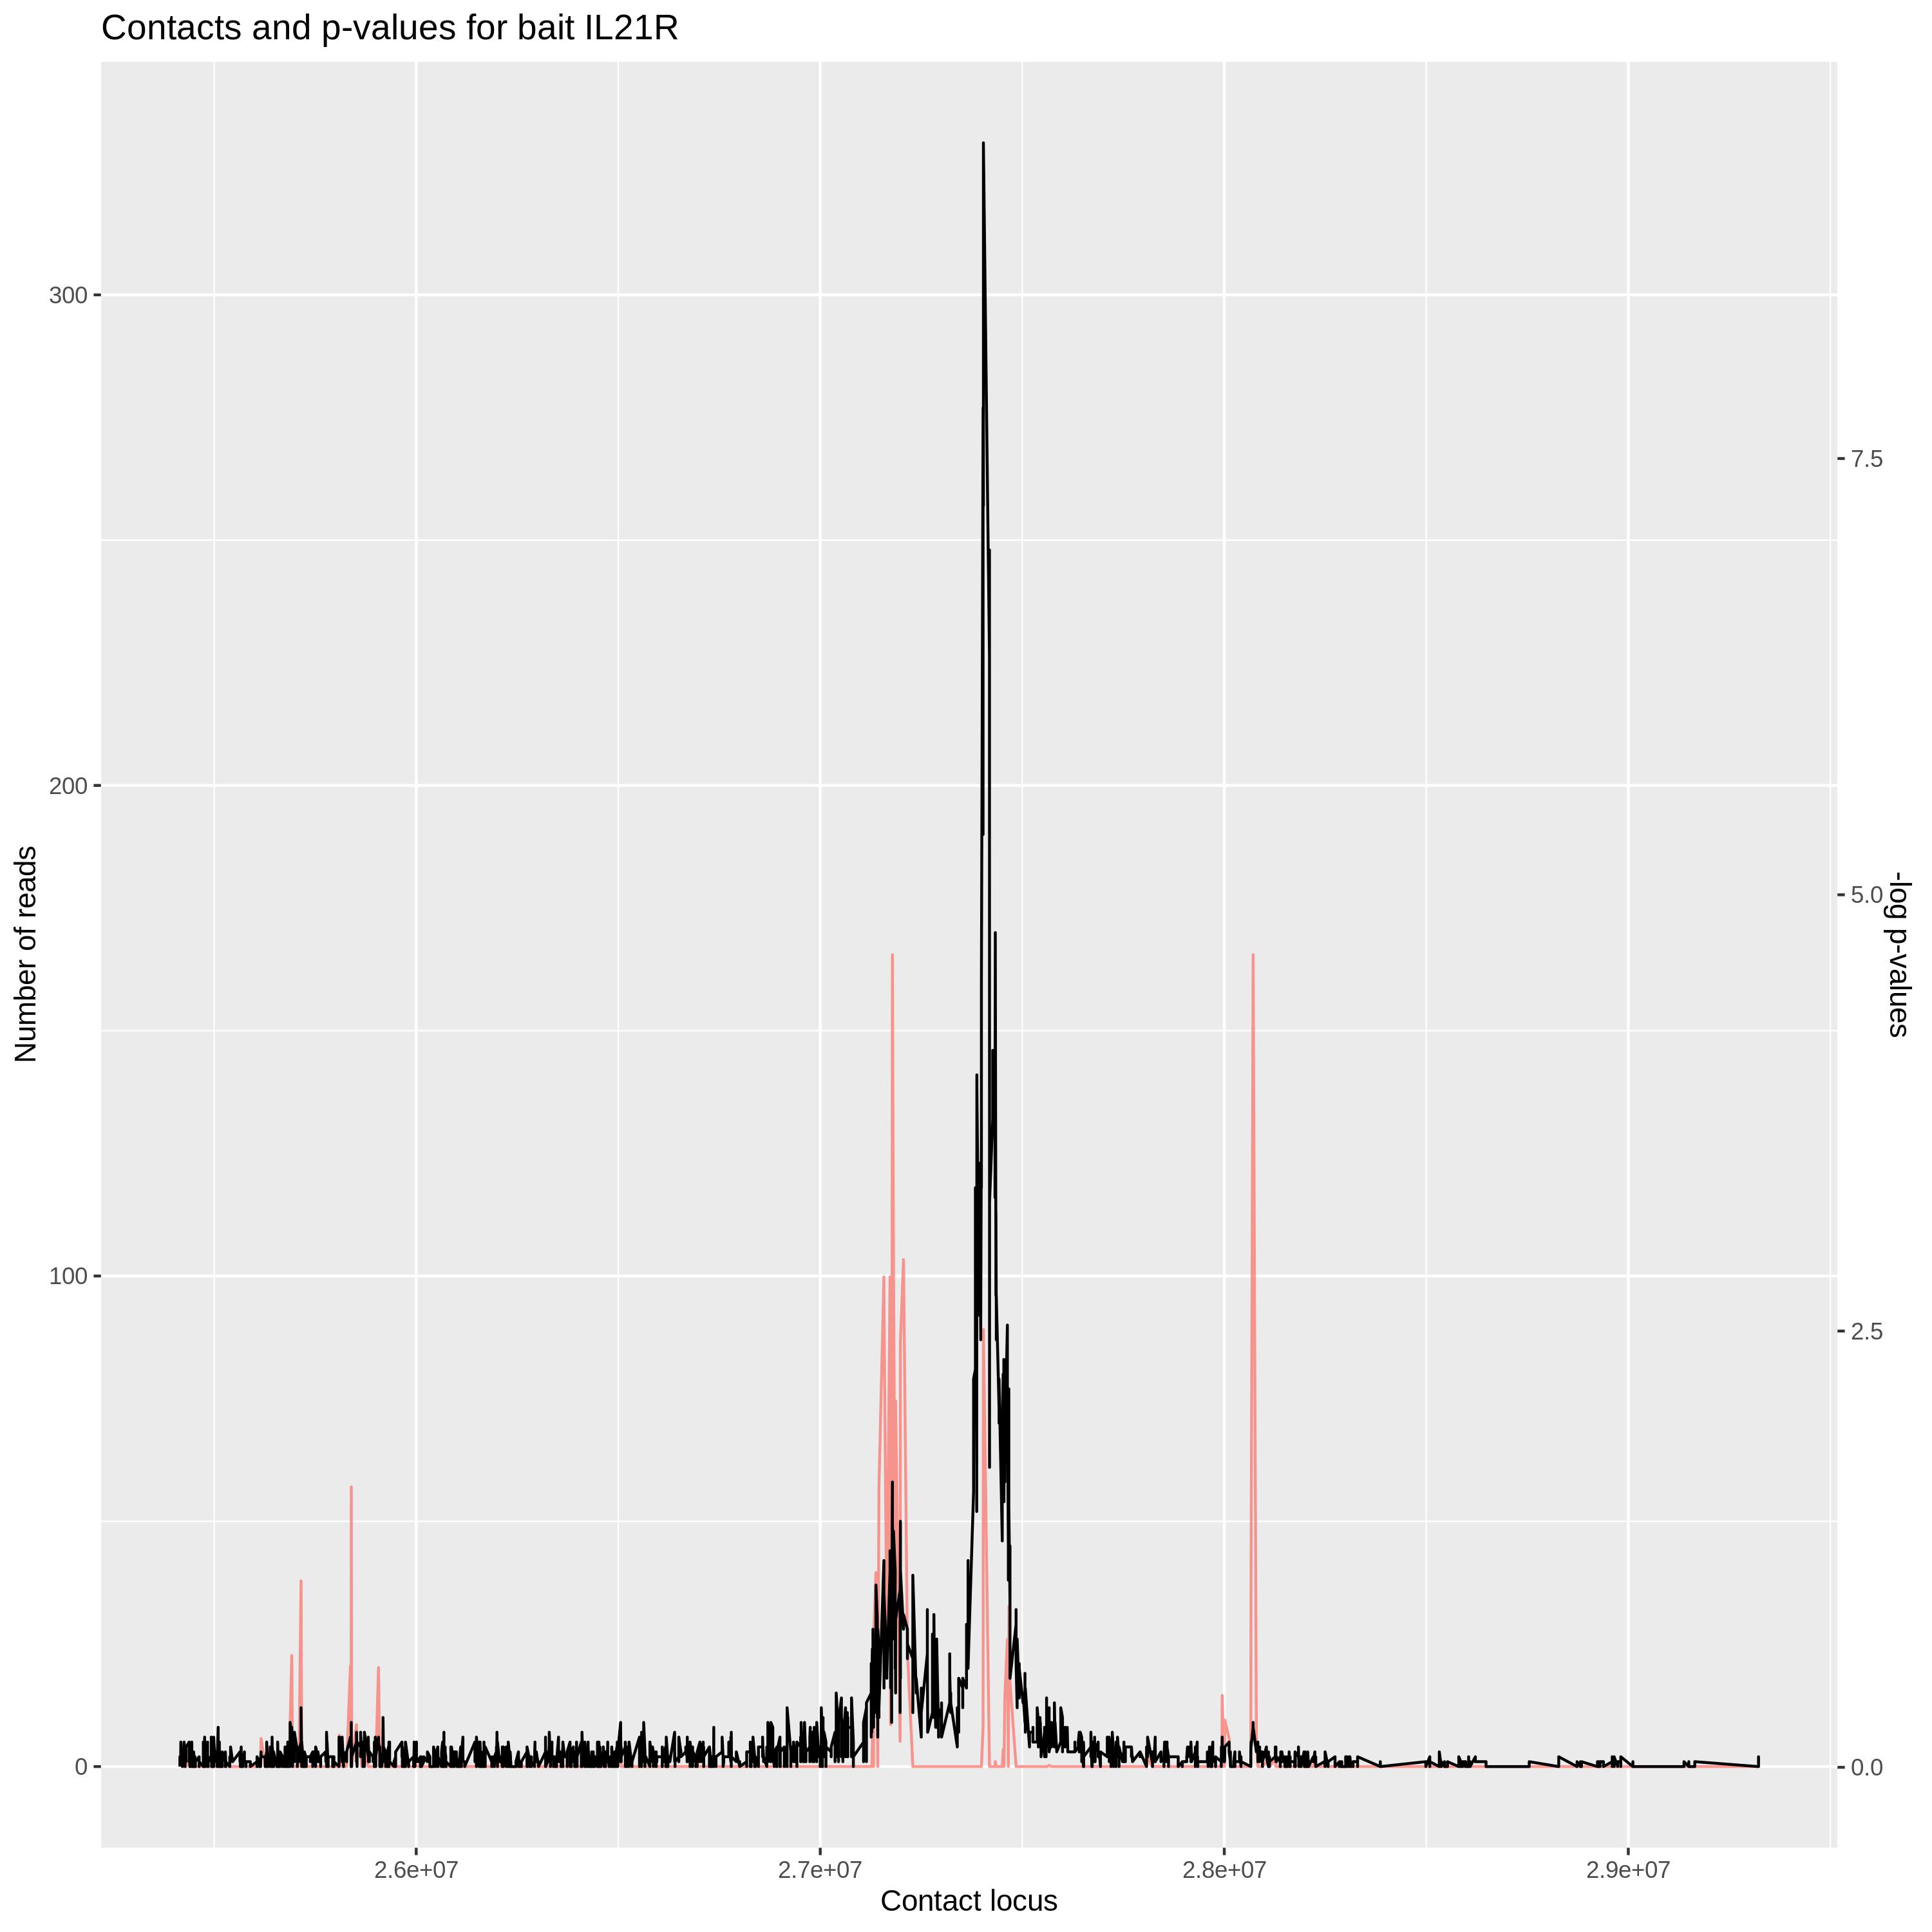 Contacts and p-values for bait IL21R
Number of reads
300
200
100
0
7.5
5.0
2.5
0.0
-log p-values
2.6e+07
2.7e+07
2.8e+07
2.9e+07
Contact locus